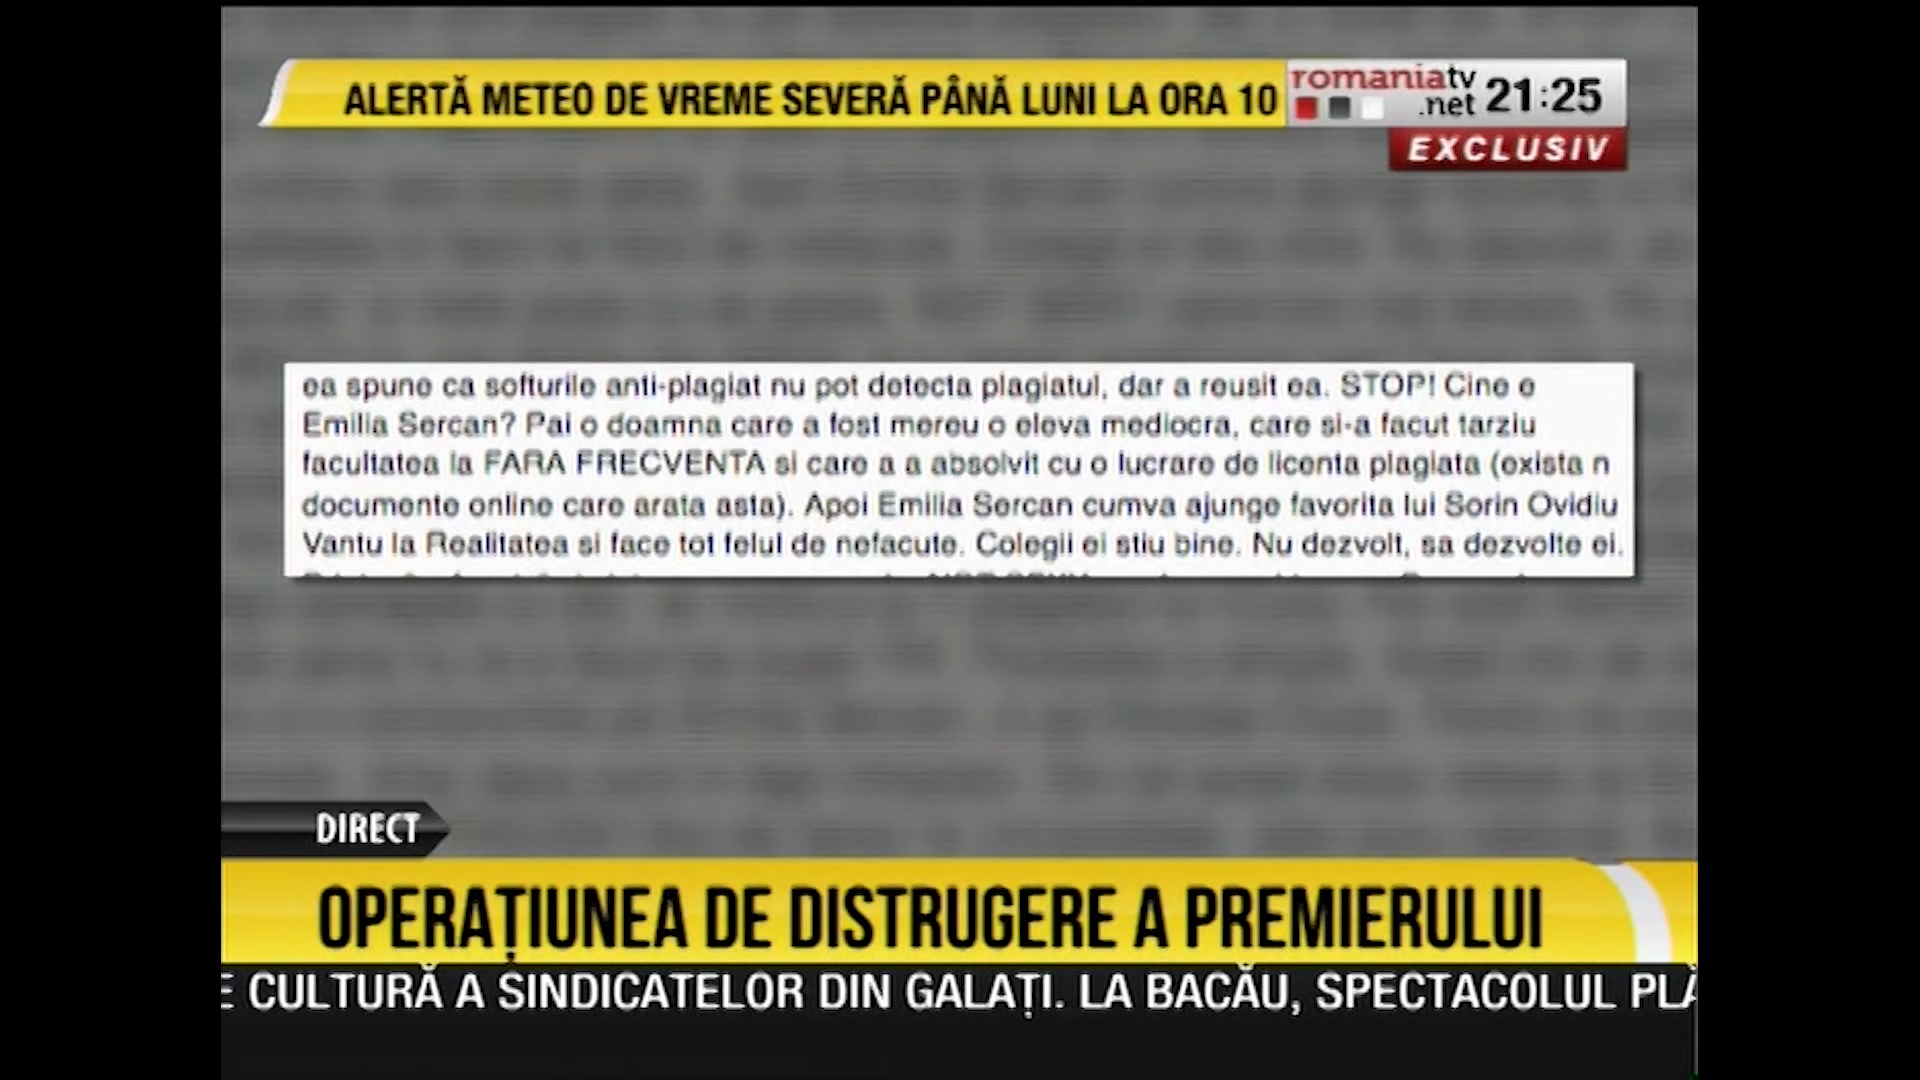 ALERTĂ METEO DE VREME SEVERĂ PÂNĂ LUNI LA ORA 10
romaniatv
.net
21:25
EXCLUSIV
ea spune ca softurile anti-plagiat nu pot detecta plagiatul, dar a reusit ea. STOP! Cine e
Emilia Sercan? Pai o doamna care a fost mereu o eleva mediocra, care si-a facut tarziu
facultatea la FARA FRECVENTA si care a a absolvit cu o lucrare de licenta plagiata (exista n
documente online care arata asta). Apoi Emilia Sercan cumva ajunge favorita lui Sorin Ovidiu
Vantu la Realitatea si face tot felul de nefacute. Colegii ei stiu bine. Nu dezvolt, sa dezvolte ei.
DIRECT
OPERAȚIUNEA DE DISTRUGERE A PREMIERULUI
E CULTURĂ A SINDICATELOR DIN GALAȚI. LA BACĂU, SPECTACOLUL PLĂ